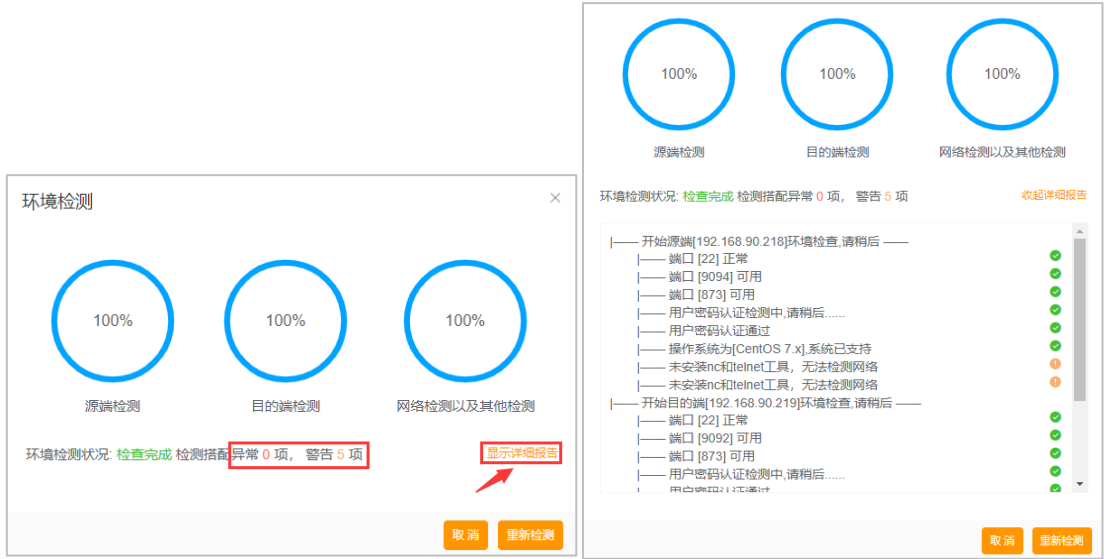 环境检测
×
100%
100%
100%
源端检测
目的端检测
网络检测以及其他检测
环境检测状况: 检查完成 检测搭配异常 0 项， 警告 5 项
显示详细报告
取 消
重新检测
100%
100%
100%
源端检测
目的端检测
网络检测以及其他检测
环境检测状况: 检查完成 检测搭配异常 0 项， 警告 5 项
收起详细报告
|—— 开始源端[192.168.90.218]环境检查,请稍后 ——
|—— 端口 [22] 正常
|—— 端口 [9094] 可用
|—— 端口 [873] 可用
|—— 用户密码认证检测中,请稍后......
|—— 用户密码认证通过
|—— 操作系统为[CentOS 7.x],系统已支持
|—— 未安装nc和telnet工具，无法检测网络
|—— 未安装nc和telnet工具，无法检测网络
|—— 开始目的端[192.168.90.219]环境检查,请稍后 ——
|—— 端口 [22] 正常
|—— 端口 [9092] 可用
|—— 端口 [873] 可用
|—— 用户密码认证检测中,请稍后......
|—— 用户密码认证通过
取 消
重新检测